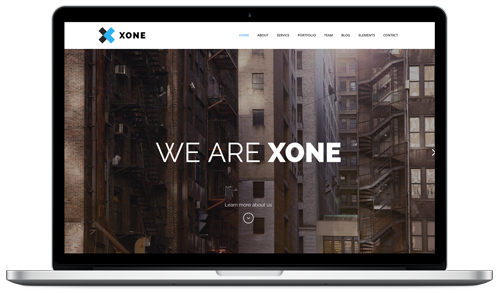 XONE
HOME ABOUT SERVICE PORTFOLIO TEAM BLOG ELEMENTS CONTACT
WE ARE XONE
Learn more about us